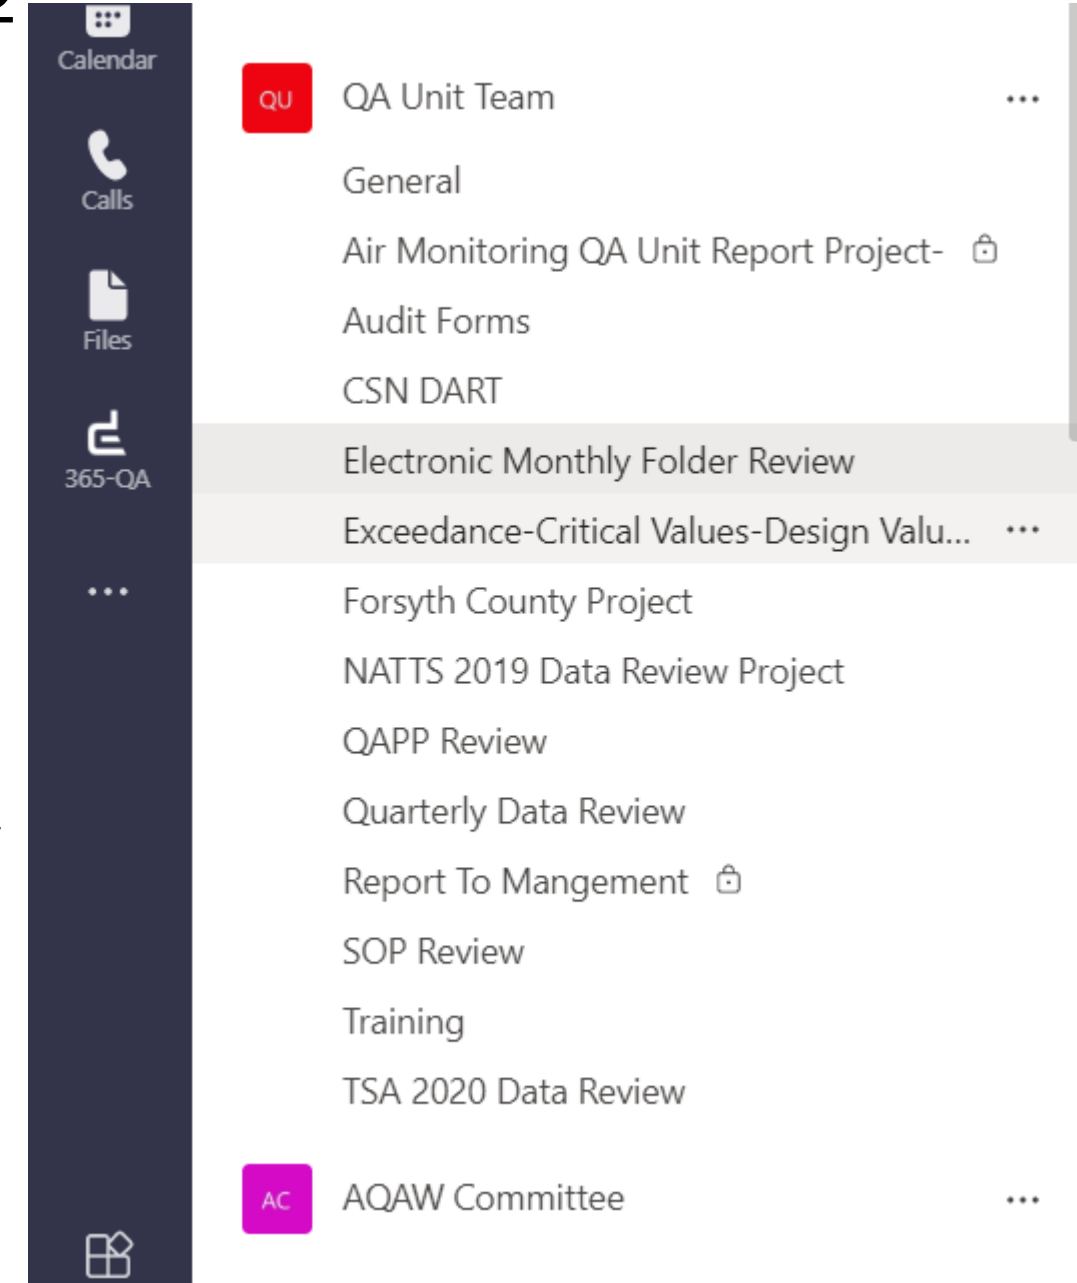 Calendar
Calls
Files
365-QA
QU QA Unit Team
General
Air Monitoring QA Unit Report Project-
Audit Forms
CSN DART
Electronic Monthly Folder Review
Exceedance-Critical Values-Design Valu...
Forsyth County Project
NATTS 2019 Data Review Project
QAPP Review
Quarterly Data Review
Report To Mangement
SOP Review
Training
TSA 2020 Data Review
AC AQAW Committee